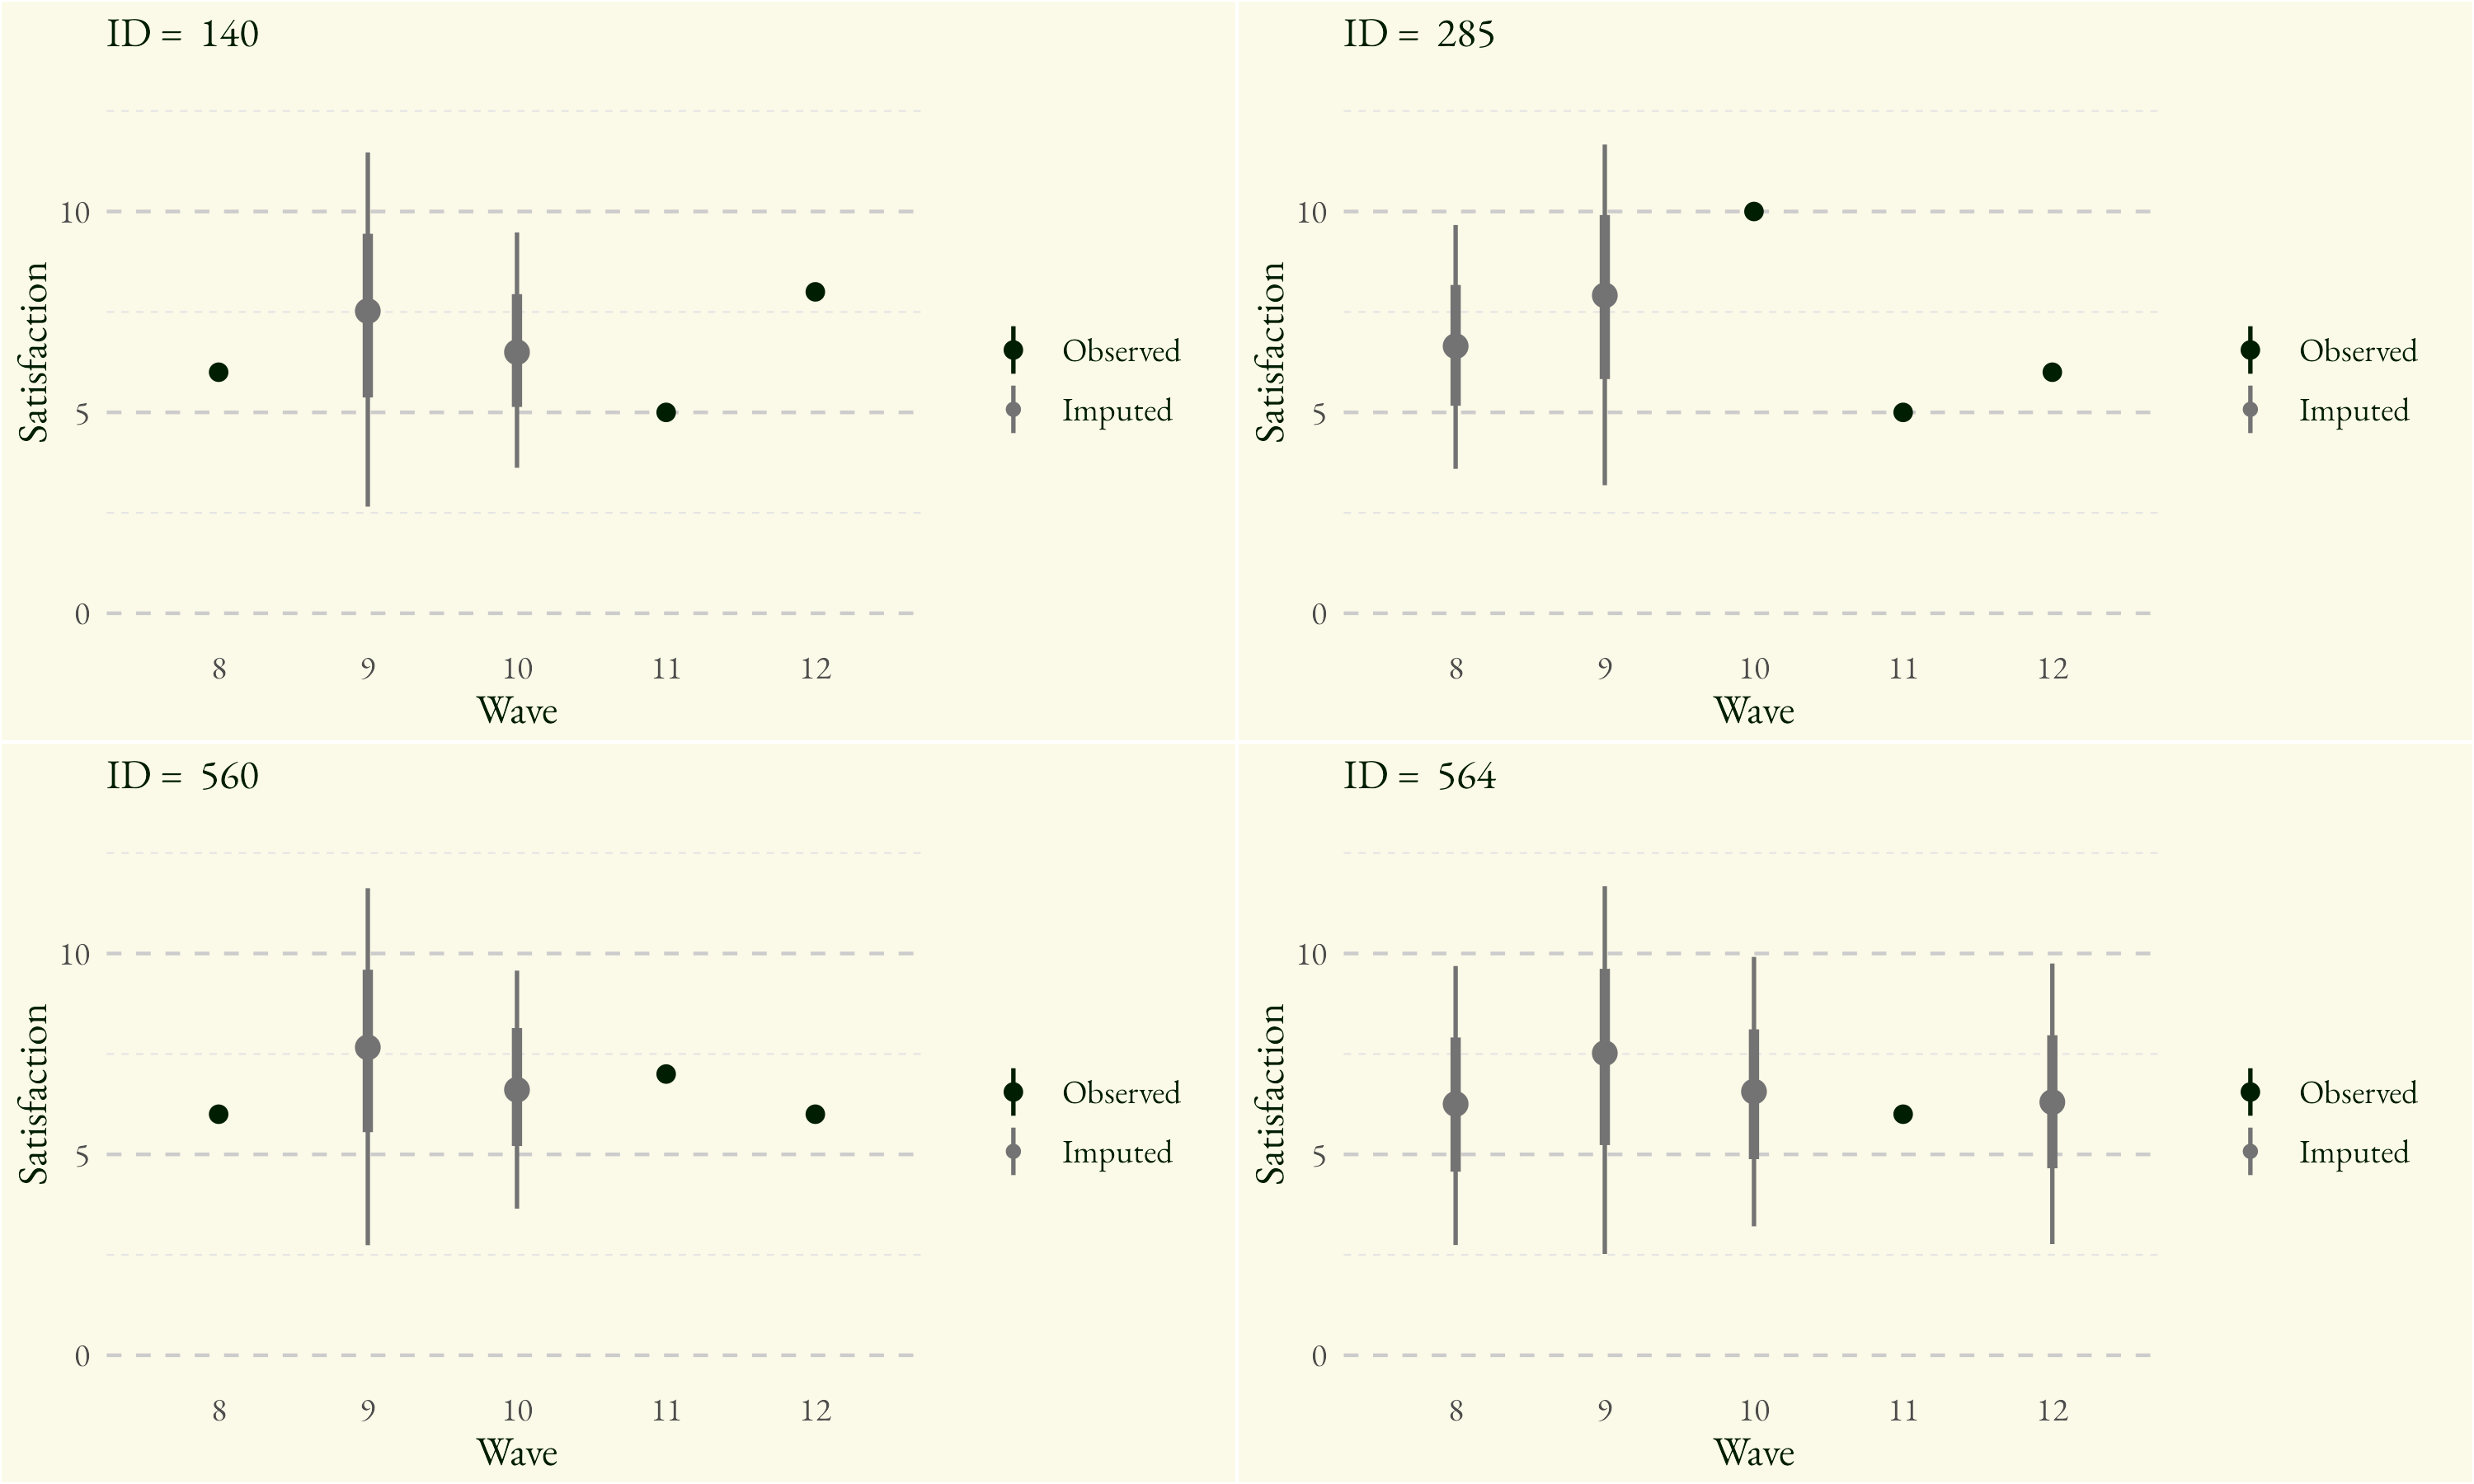 ID = 140
10
5
0
Satisfaction
8 9 10 11 12
Wave
Observed
Imputed
ID = 285
10
5
0
Satisfaction
8 9 10 11 12
Wave
Observed
Imputed
ID = 560
10
5
0
Satisfaction
8 9 10 11 12
Wave
Observed
Imputed
ID = 564
10
5
0
Satisfaction
8 9 10 11 12
Wave
Observed
Imputed